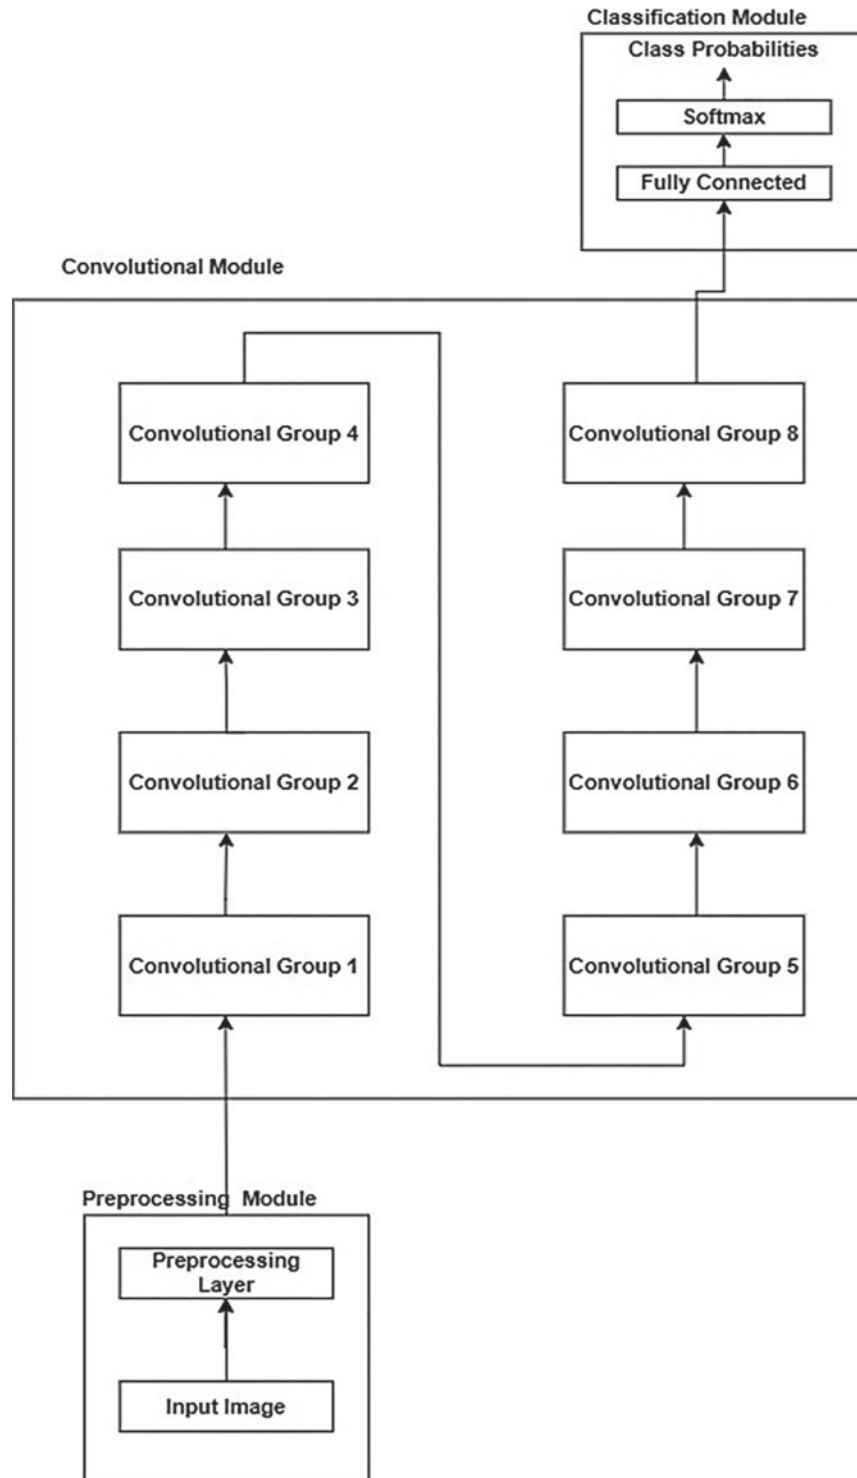 Classification Module
Class Probabilities
Softmax
Fully Connected
Convolutional Module
Convolutional Group 4
Convolutional Group 8
Convolutional Group 3
Convolutional Group 7
Convolutional Group 2
Convolutional Group 6
Convolutional Group 1
Convolutional Group 5
Preprocessing Module
Preprocessing
Layer
Input Image